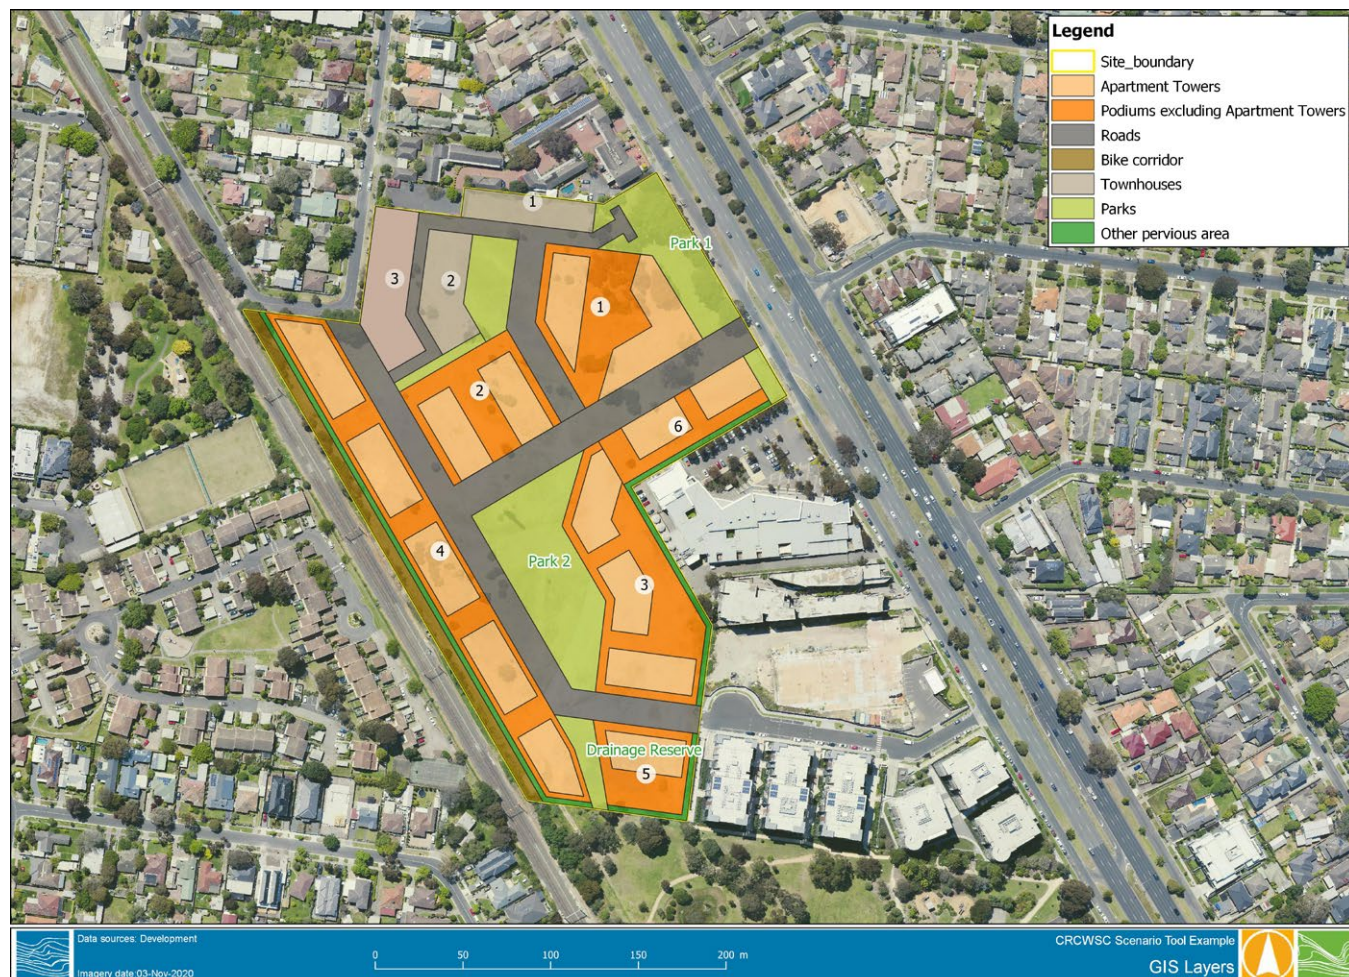 Legend
Site_boundary
Apartment Towers
Podiums excluding Apartment Towers
Roads
Bike corridor
Townhouses
Parks
Other pervious area
1
Park 1
3
2
1
2
6
Park 2
4
3
Drainage Reserve
5
Data sources: Development
Imagery date:03-Nov-2020
0 50 100 150 200 m
CRCWSC Scenario Tool Example
GIS Layers